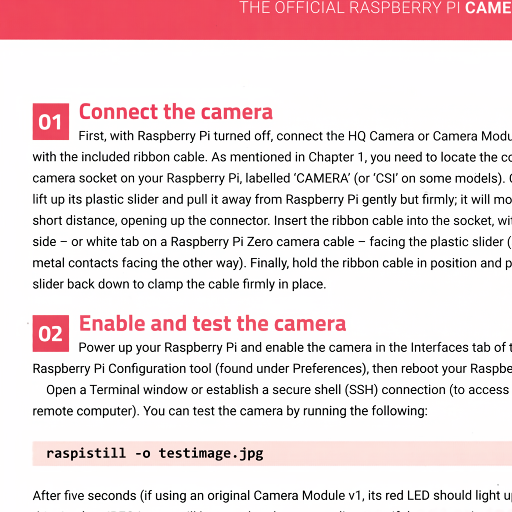 THE OFFICIAL RASPBERRY PI CAME
01 Connect the camera
First, with Raspberry Pi turned off, connect the HQ Camera or Camera Modu
with the included ribbon cable. As mentioned in Chapter 1, you need to locate the co
camera socket on your Raspberry Pi, labelled ‘CAMERA’ (or ‘CSI’ on some models).
lift up its plastic slider and pull it away from Raspberry Pi gently but firmly; it will mo
short distance, opening up the connector. Insert the ribbon cable into the socket, wit
side – or white tab on a Raspberry Pi Zero camera cable – facing the plastic slider (
metal contacts facing the other way). Finally, hold the ribbon cable in position and p
slider back down to clamp the cable firmly in place.
02 Enable and test the camera
Power up your Raspberry Pi and enable the camera in the Interfaces tab of t
Raspberry Pi Configuration tool (found under Preferences), then reboot your Raspbe
Open a Terminal window or establish a secure shell (SSH) connection (to access
remote computer). You can test the camera by running the following:
raspistill -o testimage.jpg
After five seconds (if using an original Camera Module v1, its red LED should light up